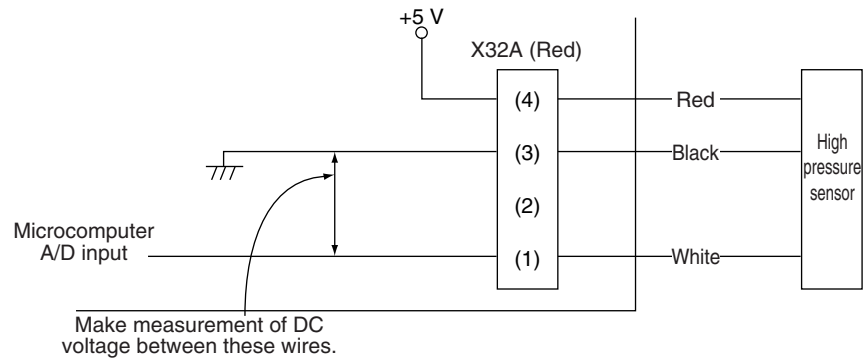 +5 V
X32A (Red)
(4)
Red
(3)
Black
High
pressure
sensor
(2)
Microcomputer
A/D input
(1)
White
Make measurement of DC
voltage between these wires.